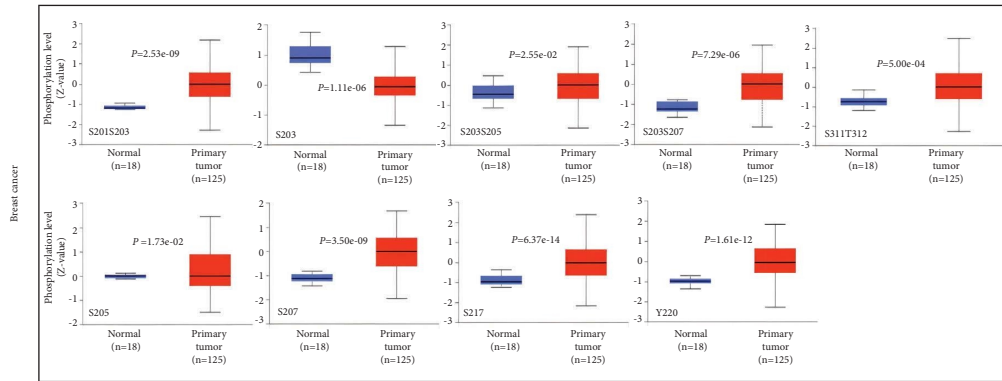 Breast cancer
Phosphorylation level
(Z-value)
3
2
1
0
-1
-2
-3
P=2.53e-09
S201S203
Normal
(n=18)
Primary
tumor
(n=125)
2
1
0
-1
-2
P=1.11e-06
S203
Normal
(n=18)
Primary
tumor
(n=125)
3
2
1
0
-1
-2
-3
P=2.55e-02
S203S205
Normal
(n=18)
Primary
tumor
(n=125)
3
2
1
0
-1
-2
-3
P=7.29e-06
S203S207
Normal
(n=18)
Primary
tumor
(n=125)
3
2
1
0
-1
-2
-3
P=5.00e-04
S311T312
Normal
(n=18)
Primary
tumor
(n=125)
Phosphorylation level
(Z-value)
3
2
1
0
-1
-2
P =1.73e-02
S205
Normal
(n=18)
Primary
tumor
(n=125)
2
1
0
-1
-2
-3
P=3.50e-09
S207
Normal
(n=18)
Primary
tumor
(n=125)
3
2
1
0
-1
-2
-3
P=6.37e-14
S217
Normal
(n=18)
Primary
tumor
(n=125)
3
2
1
0
-1
-2
-3
P=1.61e-12
Y220
Normal
(n=18)
Primary
tumor
(n=125)